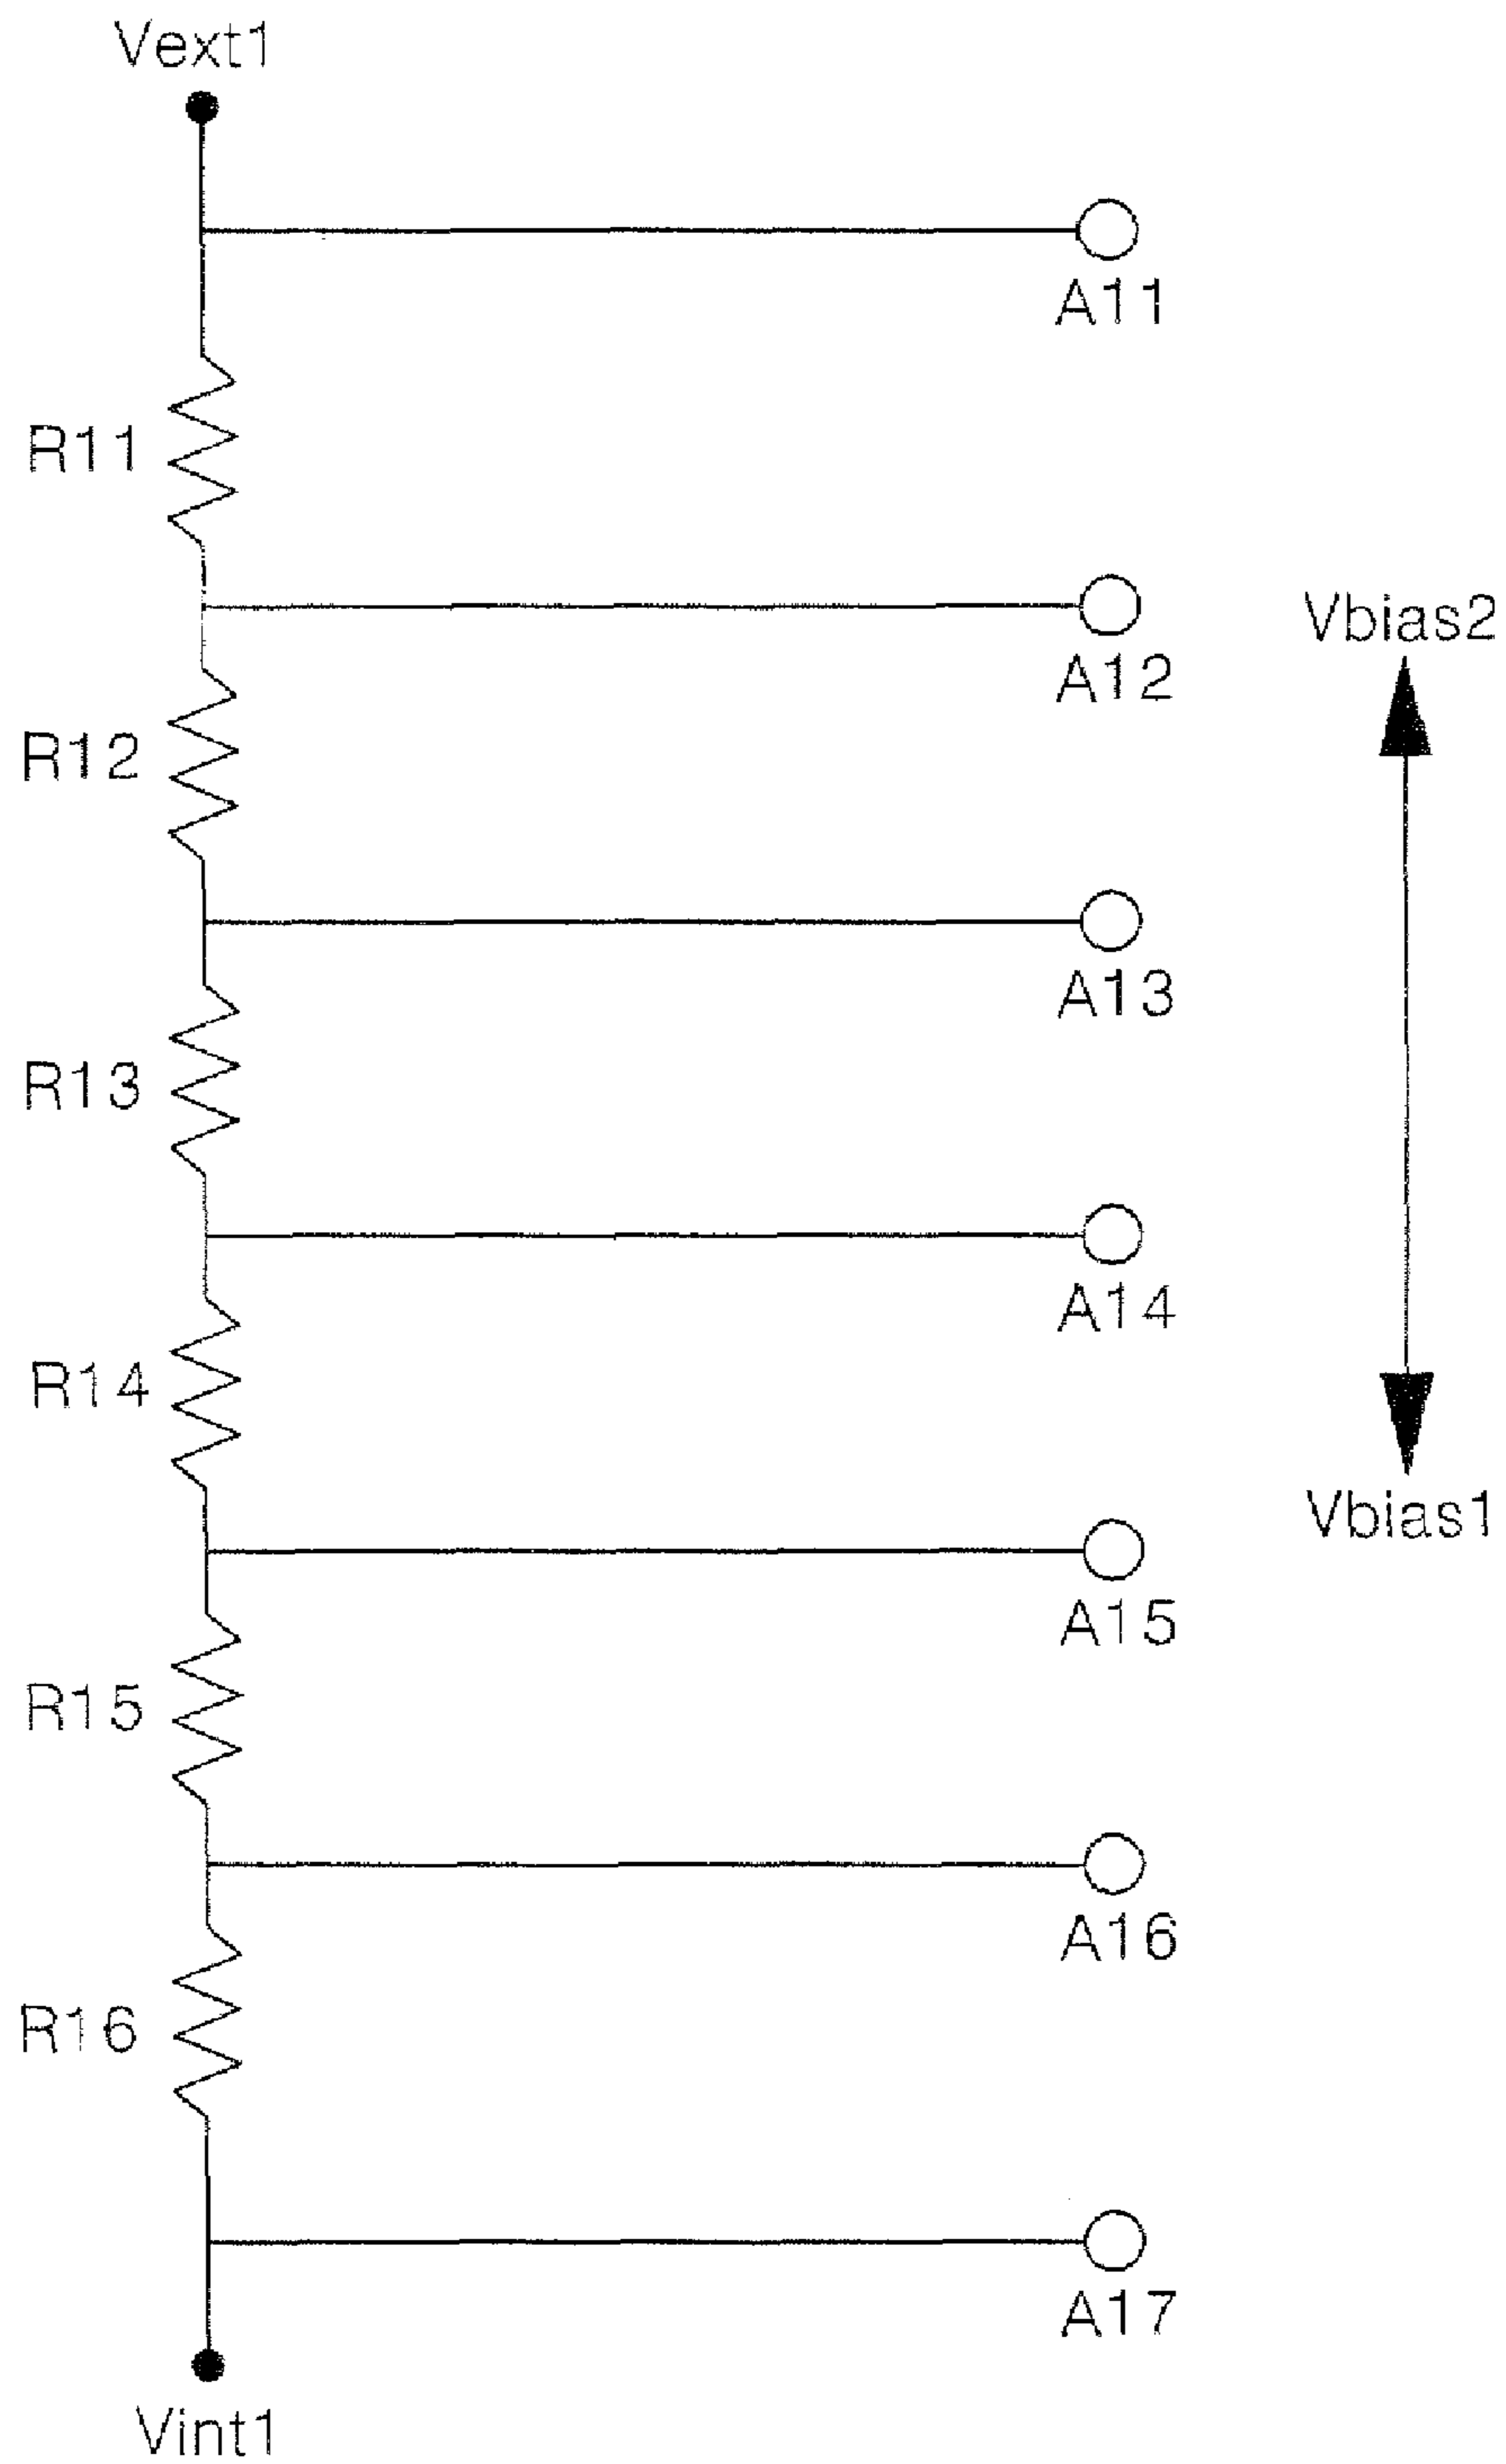 Vext1
A11
R11
A12
Vbias2
R12
A13
R13
A14
R14
Vbias1
A15
R15
A16
R16
A17
Vint1